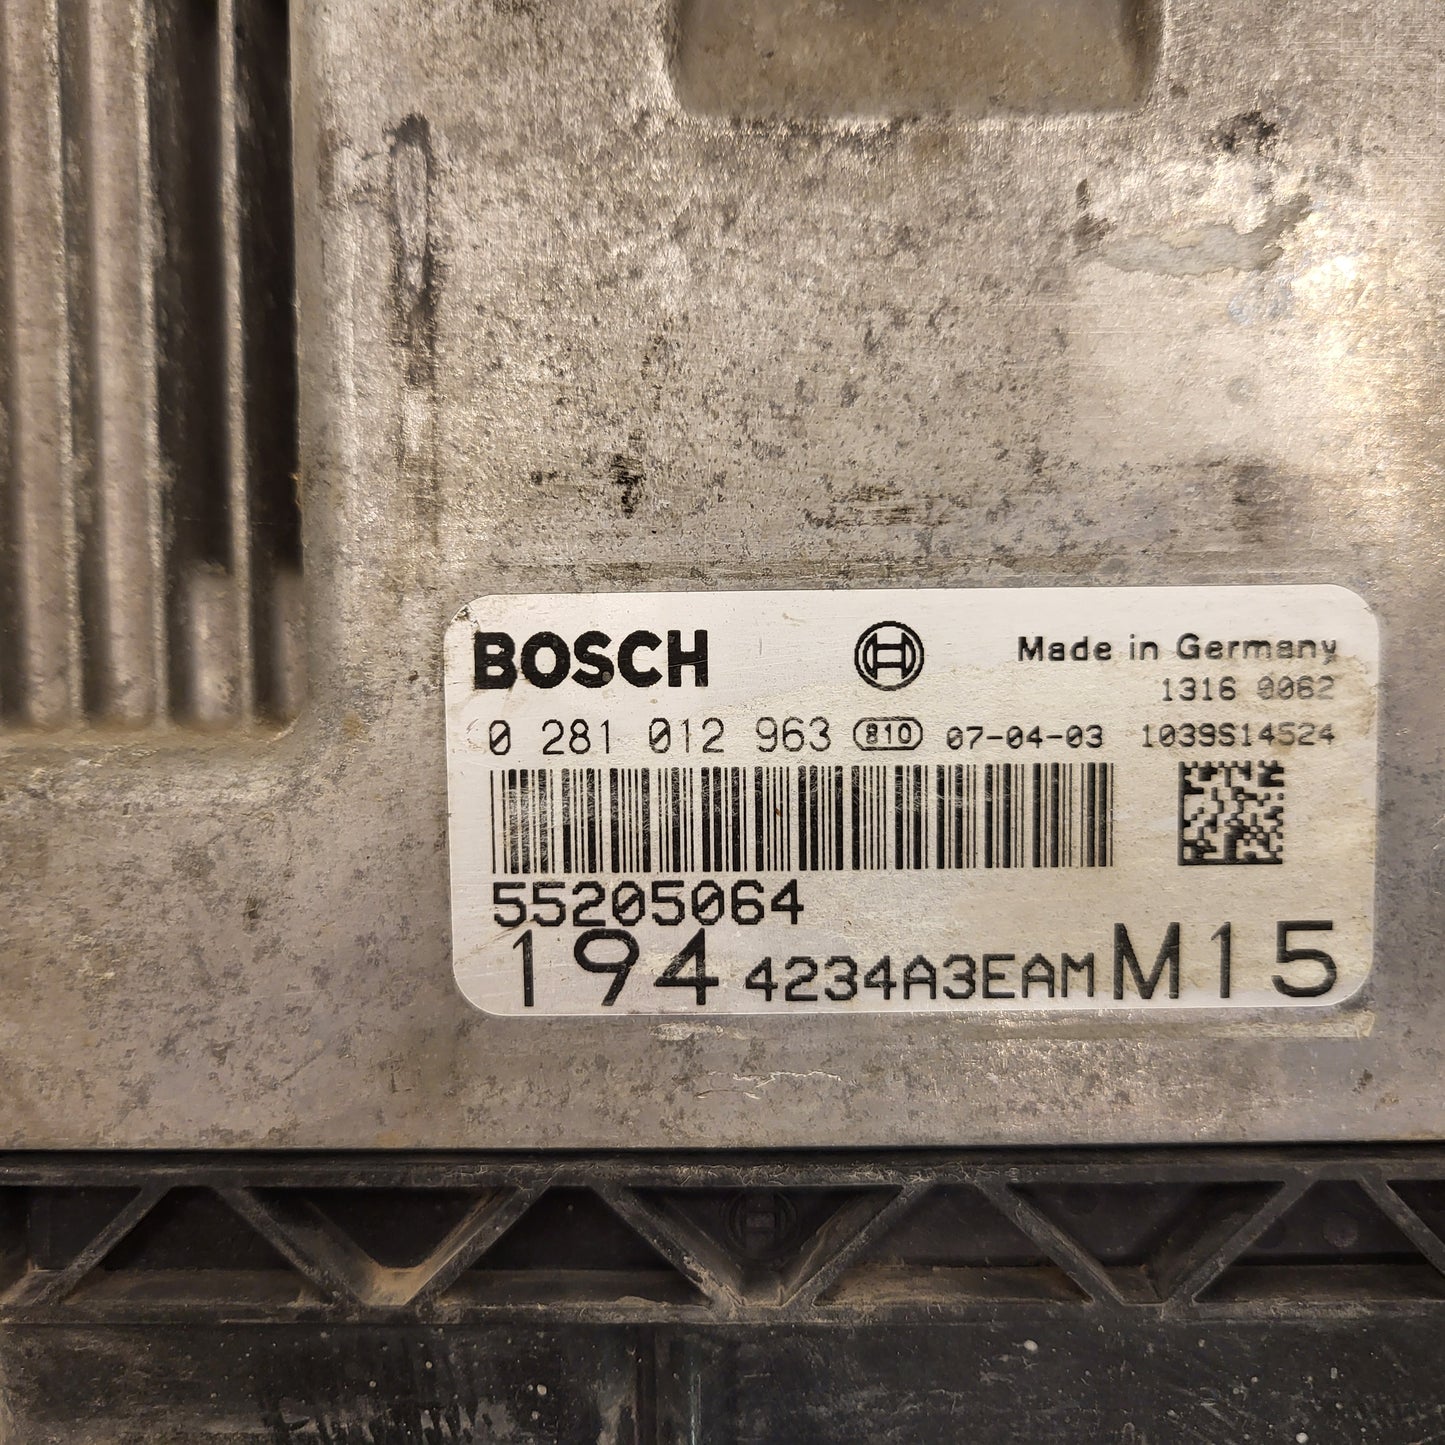 BOSCH
Made in Germany
1316 0062
0 281 012 963 810 07-04-03 1039S14524
55205064
194 4234A3EAM M15